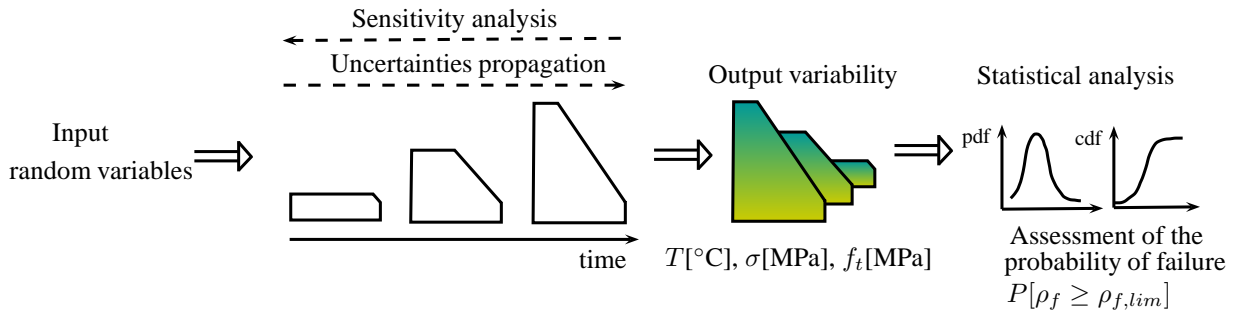 Sensitivity analysis
Uncertainties propagation
Input
random variables
time
Output variability
T[°C], σ[MPa], f_t[MPa]
Statistical analysis
pdf
cdf
Assessment of the
probability of failure
P[ρ_f ≥ ρ_{f,lim}]